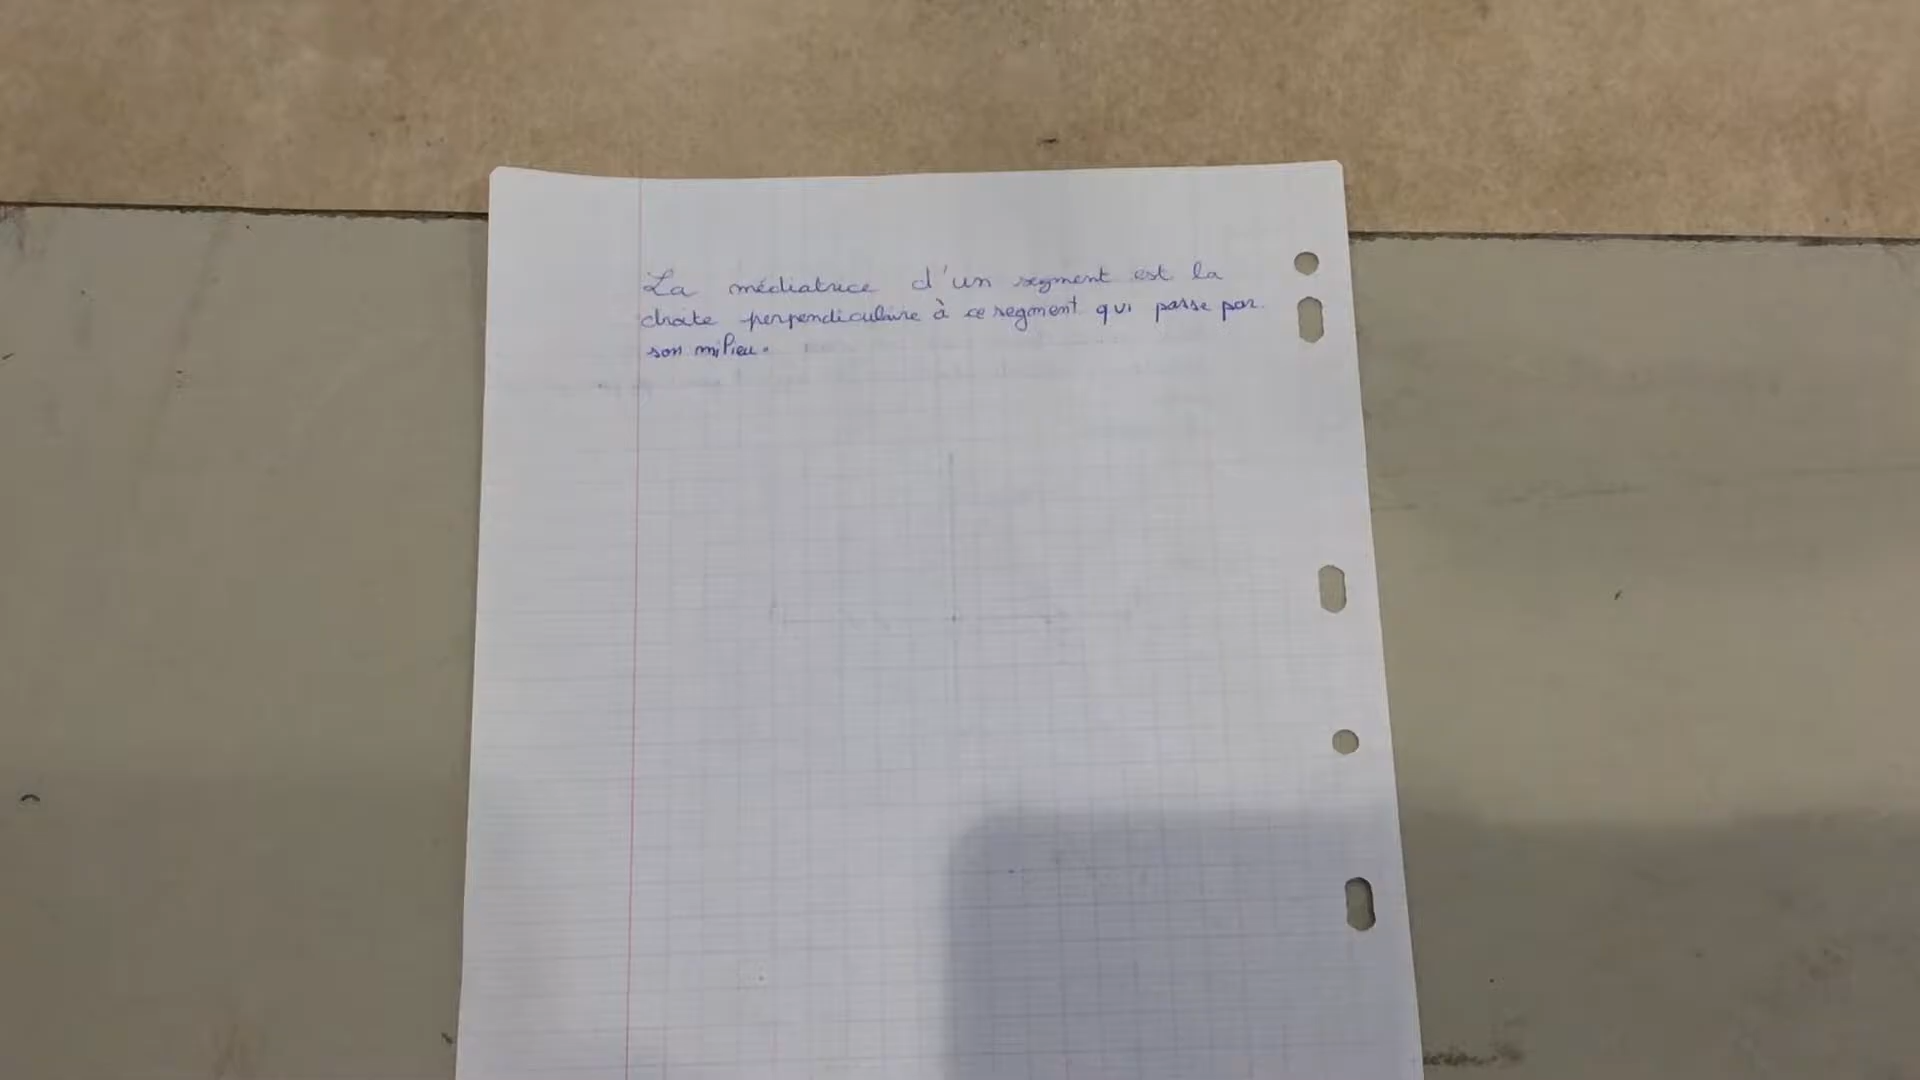 La médiatrice d'un segment est la
droite perpendiculaire à ce segment qui passe par
son milieu.